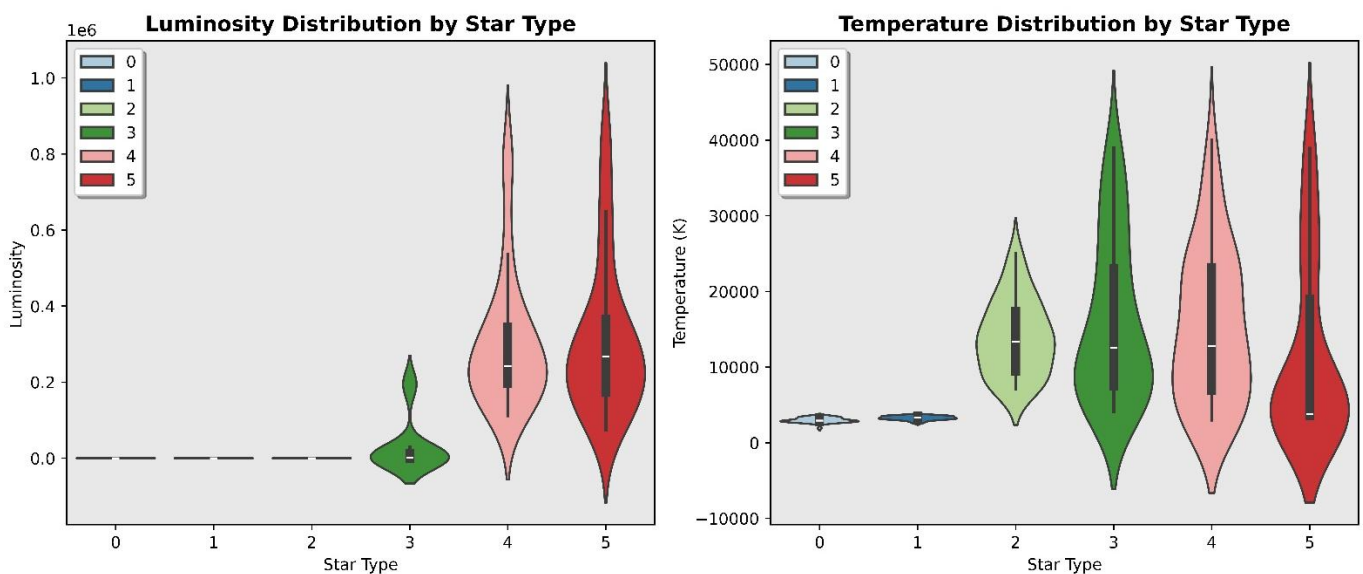 Luminosity Distribution by Star Type
1e6
0
1
2
3
4
5
1.0
0.8
0.6
0.4
0.2
0.0
Luminosity
0 1 2 3 4 5
Star Type
Temperature Distribution by Star Type
0
1
2
3
4
5
50000
40000
30000
20000
10000
0
−10000
Temperature (K)
0 1 2 3 4 5
Star Type